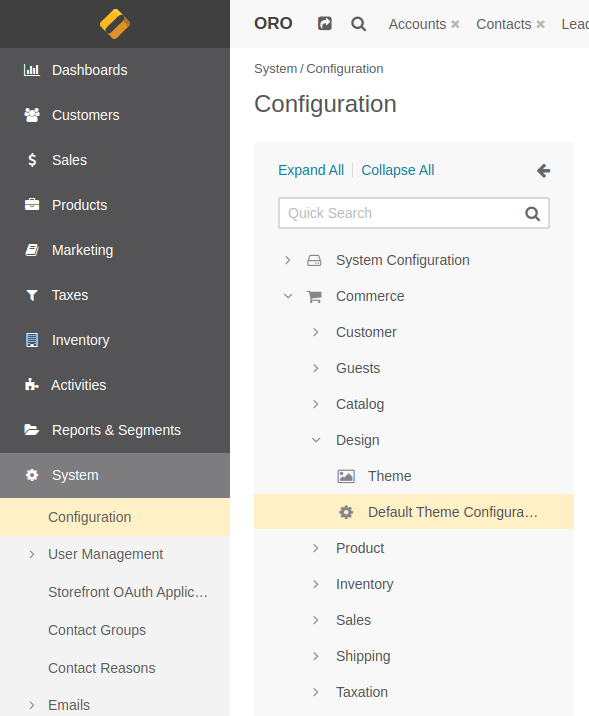 ORO Accounts Contacts Lead
Dashboards
Customers
Sales
Products
Marketing
Taxes
Inventory
Activities
Reports & Segments
System
Configuration
User Management
Storefront OAuth Applic...
Contact Groups
Contact Reasons
Emails
System / Configuration
Configuration
Expand All Collapse All
Quick Search
System Configuration
Commerce
Customer
Guests
Catalog
Design
Theme
Default Theme Configura...
Product
Inventory
Sales
Shipping
Taxation